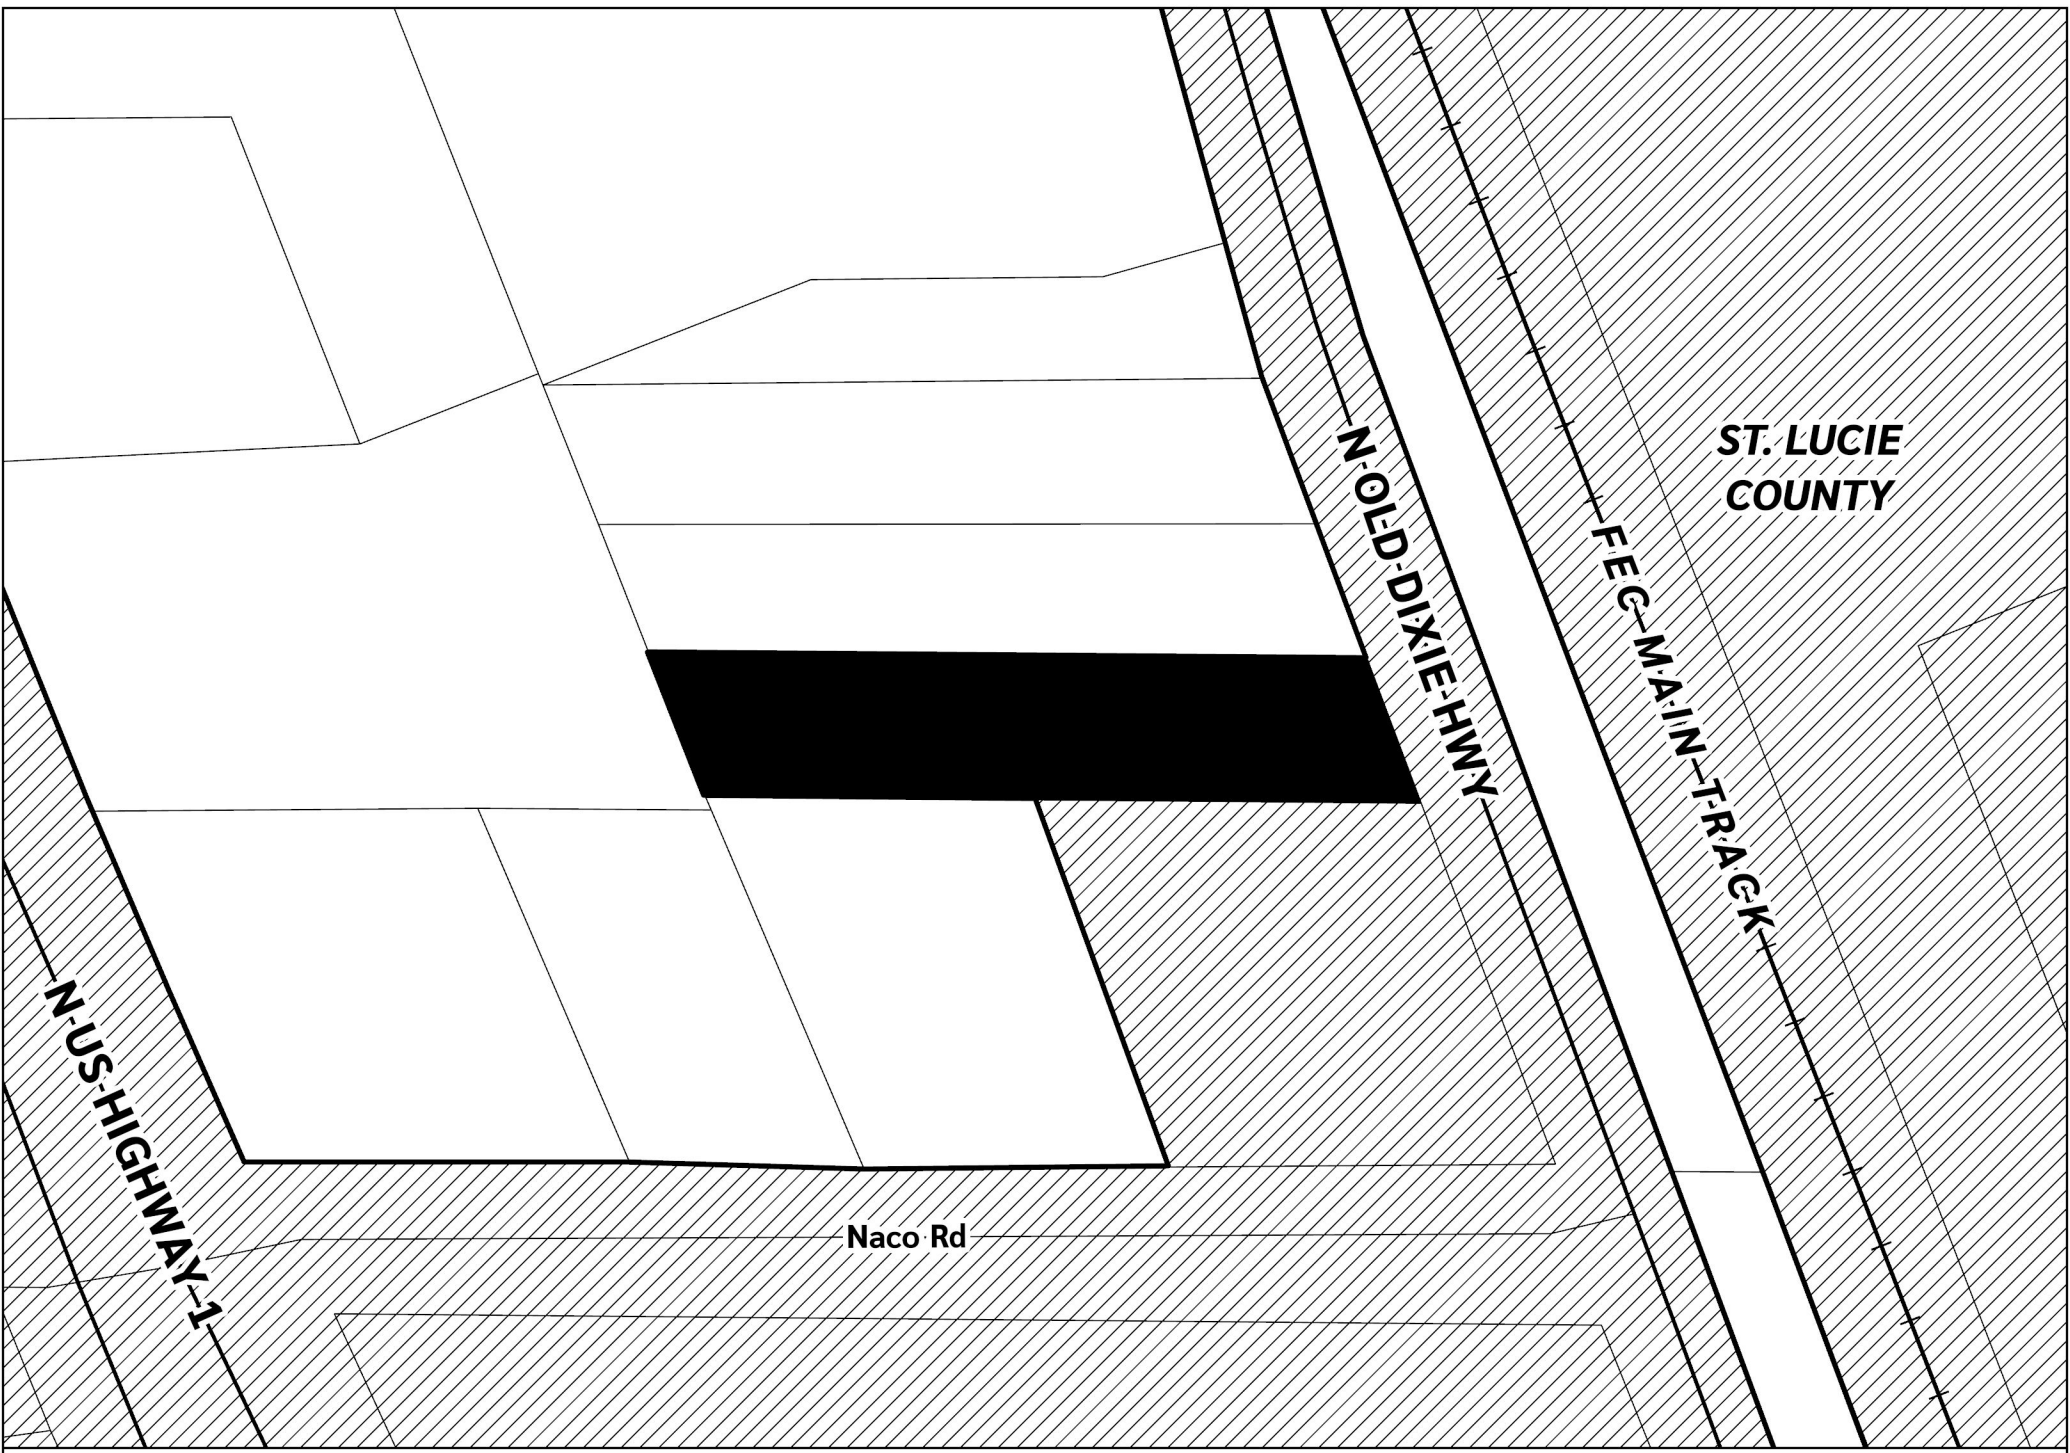 ST. LUCIE
COUNTY
N OLD DIXIE HWY
FEC MAIN TRACK
N US HIGHWAY 1
Naco Rd